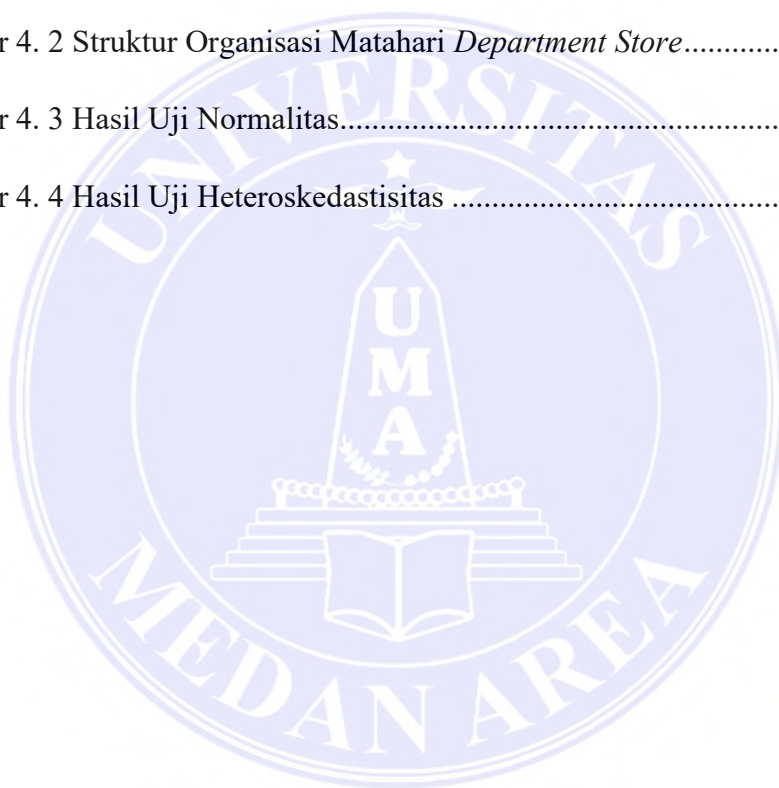 r 4. 2 Struktur Organisasi Matahari Department Store............
r 4. 3 Hasil Uji Normalitas.......................................................
r 4. 4 Hasil Uji Heteroskedastisitas .........................................
UNIVERSITAS
UMA
MEDAN AREA